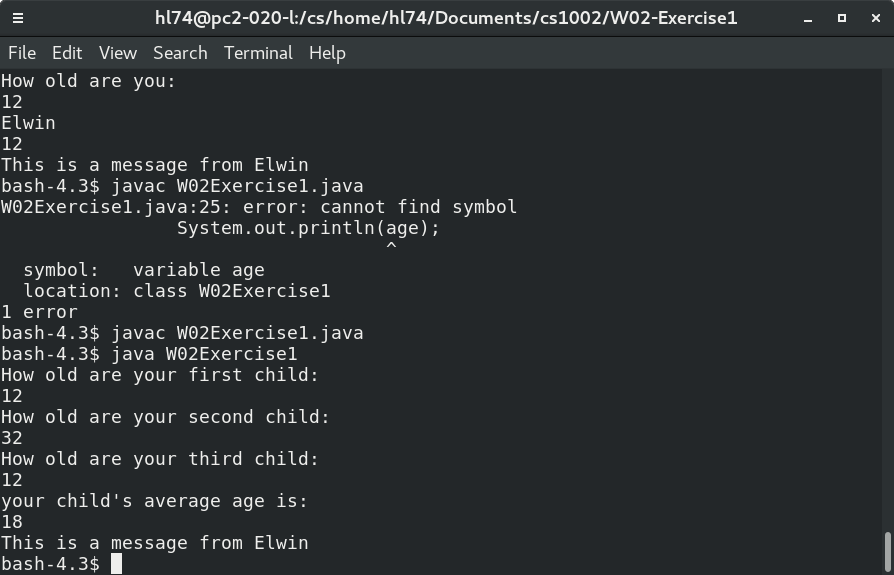 hl74@pc2-020-l:/cs/home/hl74/Documents/cs1002/W02-Exercise1
File Edit View Search Terminal Help
How old are you:
12
Elwin
12
This is a message from Elwin
bash-4.3$ javac W02Exercise1.java
W02Exercise1.java:25: error: cannot find symbol
                System.out.println(age);
                                   ^
  symbol:   variable age
  location: class W02Exercise1
1 error
bash-4.3$ javac W02Exercise1.java
bash-4.3$ java W02Exercise1
How old are your first child:
12
How old are your second child:
32
How old are your third child:
12
your child's average age is:
18
This is a message from Elwin
bash-4.3$